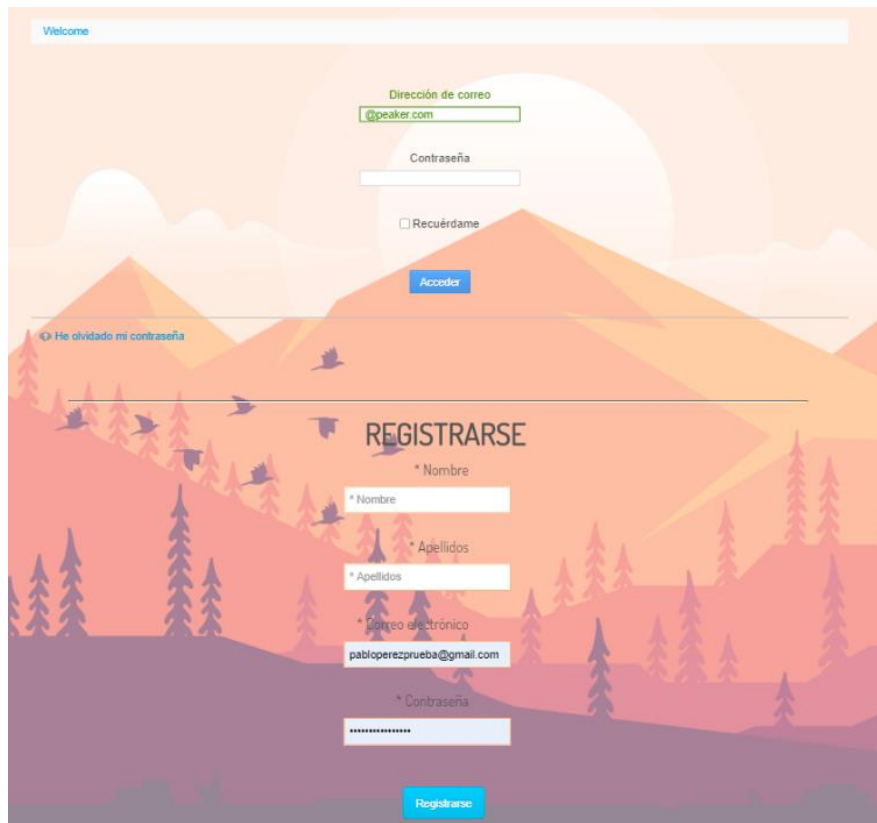 Welcome
Dirección de correo
@peaker.com
Contraseña
Recuérdame
Acceder
He olvidado mi contraseña
REGISTRARSE
* Nombre
* Nombre
* Apellidos
* Apellidos
* Correo electrónico
pabloperezprueba@gmail.com
* Contraseña
••••••••••••••••
Registrarse